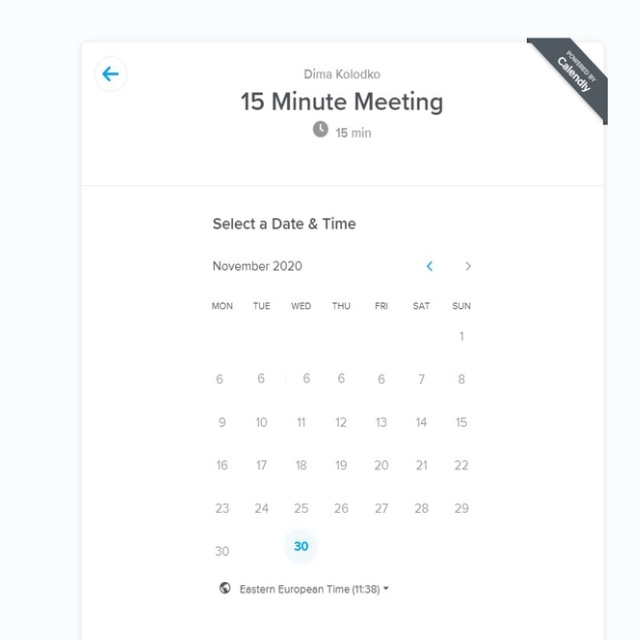 POWERED BY
Calendly
Dima Kolodko
15 Minute Meeting
15 min
Select a Date & Time
November 2020
MON TUE WED THU FRI SAT SUN
1
6 6 6 6 6 7 8
9 10 11 12 13 14 15
16 17 18 19 20 21 22
23 24 25 26 27 28 29
30 30
Eastern European Time (11:38)